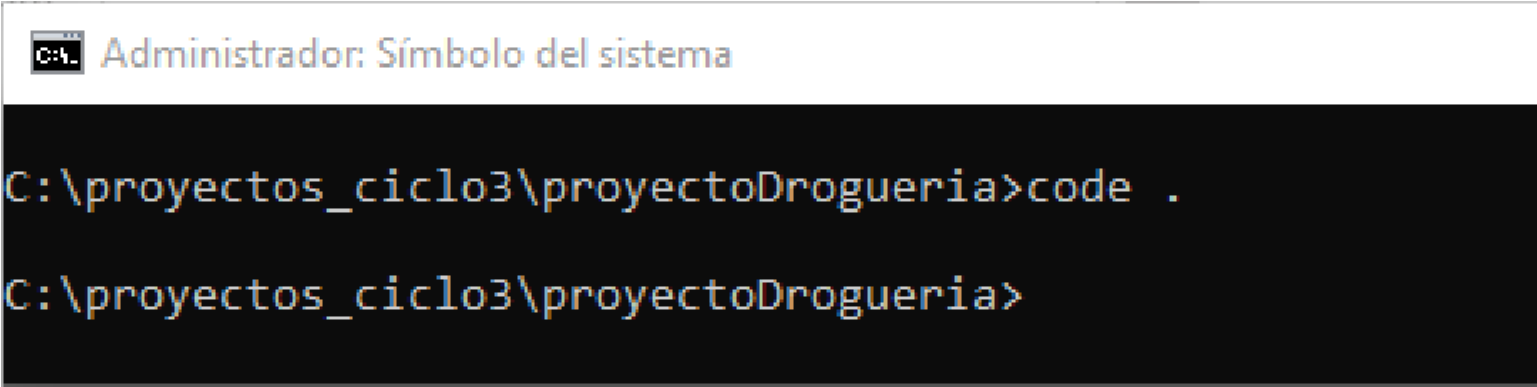 C:\. Administrador: Símbolo del sistema
C:\proyectos_ciclo3\proyectoDrogueria>code .
C:\proyectos_ciclo3\proyectoDrogueria>